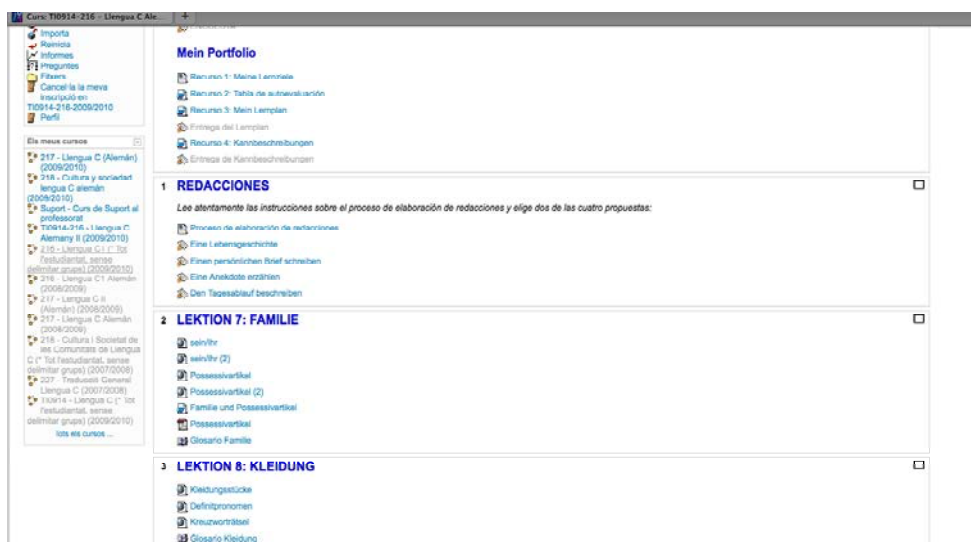 Curs: TI0914-216 - Llengua C Ale...
Importa
Reinicia
Informes
Preguntes
Fitxers
Cancel·la la meva
inscripció en
TI0914-216-2009/2010
Perfil
Els meus cursos
217 - Llengua C (Alemán)
(2009/2010)
218 - Cultura y sociedad
lengua C alemán
(2009/2010)
Suport - Curs de Suport al
professorat
TI0914-216 - Llengua C
Alemany II (2009/2010)
216 - Llengua C I (* Tot
l'estudiantat, sense
delimitar grups) (2009/2010)
216 - Llengua C1 Alemán
(2008/2009)
217 - Llengua C II
(Alemán) (2008/2009)
217 - Llengua C Alemán
(2008/2009)
218 - Cultura i Societat de
les Comunitats de Llengua
C (* Tot l'estudiantat, sense
delimitar grups) (2007/2008)
227 - Traducció General
Llengua C (2007/2008)
TI0914 - Llengua C (* Tot
l'estudiantat, sense
delimitar grups) (2009/2010)
Tots els cursos ...
Mein Portfolio
Recurso 1: Meine Lernziele
Recurso 2: Tabla de autoevaluación
Recurso 3: Mein Lernplan
Entrega del Lernplan
Recurso 4: Kannbeschreibungen
Entrega de Kannbeschreibungen
1 REDACCIONES
Lee atentamente las instrucciones sobre el proceso de elaboración de redacciones y elige dos de las cuatro propuestas:
Proceso de elaboración de redacciones
Eine Lebensgeschichte
Einen persönlichen Brief schreiben
Eine Anekdote erzählen
Den Tagesablauf beschreiben
2 LEKTION 7: FAMILIE
sein/ihr
sein/ihr (2)
Possessivartikel
Possessivartikel (2)
Familie und Possessivartikel
Possessivartikel
Glosario Familie
3 LEKTION 8: KLEIDUNG
Kleidungsstücke
Definitpronomen
Kreuzworträtsel
Glosario Kleidung